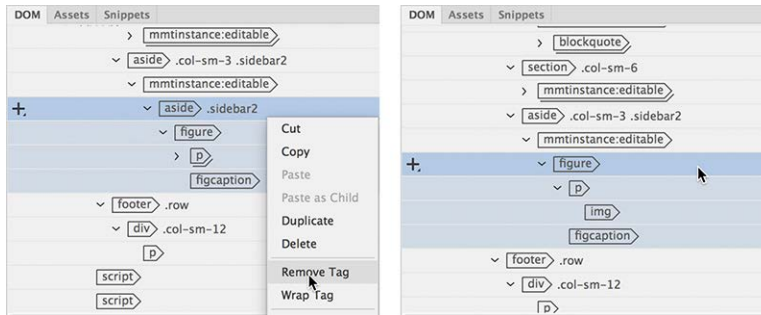 DOM Assets Snippets
mmtinstance:editable
aside .col-sm-3 .sidebar2
mmtinstance:editable
aside .sidebar2
figure
p
figcaption
footer .row
div .col-sm-12
p
script
script
Cut
Copy
Paste
Paste as Child
Duplicate
Delete
Remove Tag
Wrap Tag
DOM Assets Snippets
blockquote
section .col-sm-6
mmtinstance:editable
aside .col-sm-3 .sidebar2
mmtinstance:editable
figure
p
img
figcaption
footer .row
div .col-sm-12
p